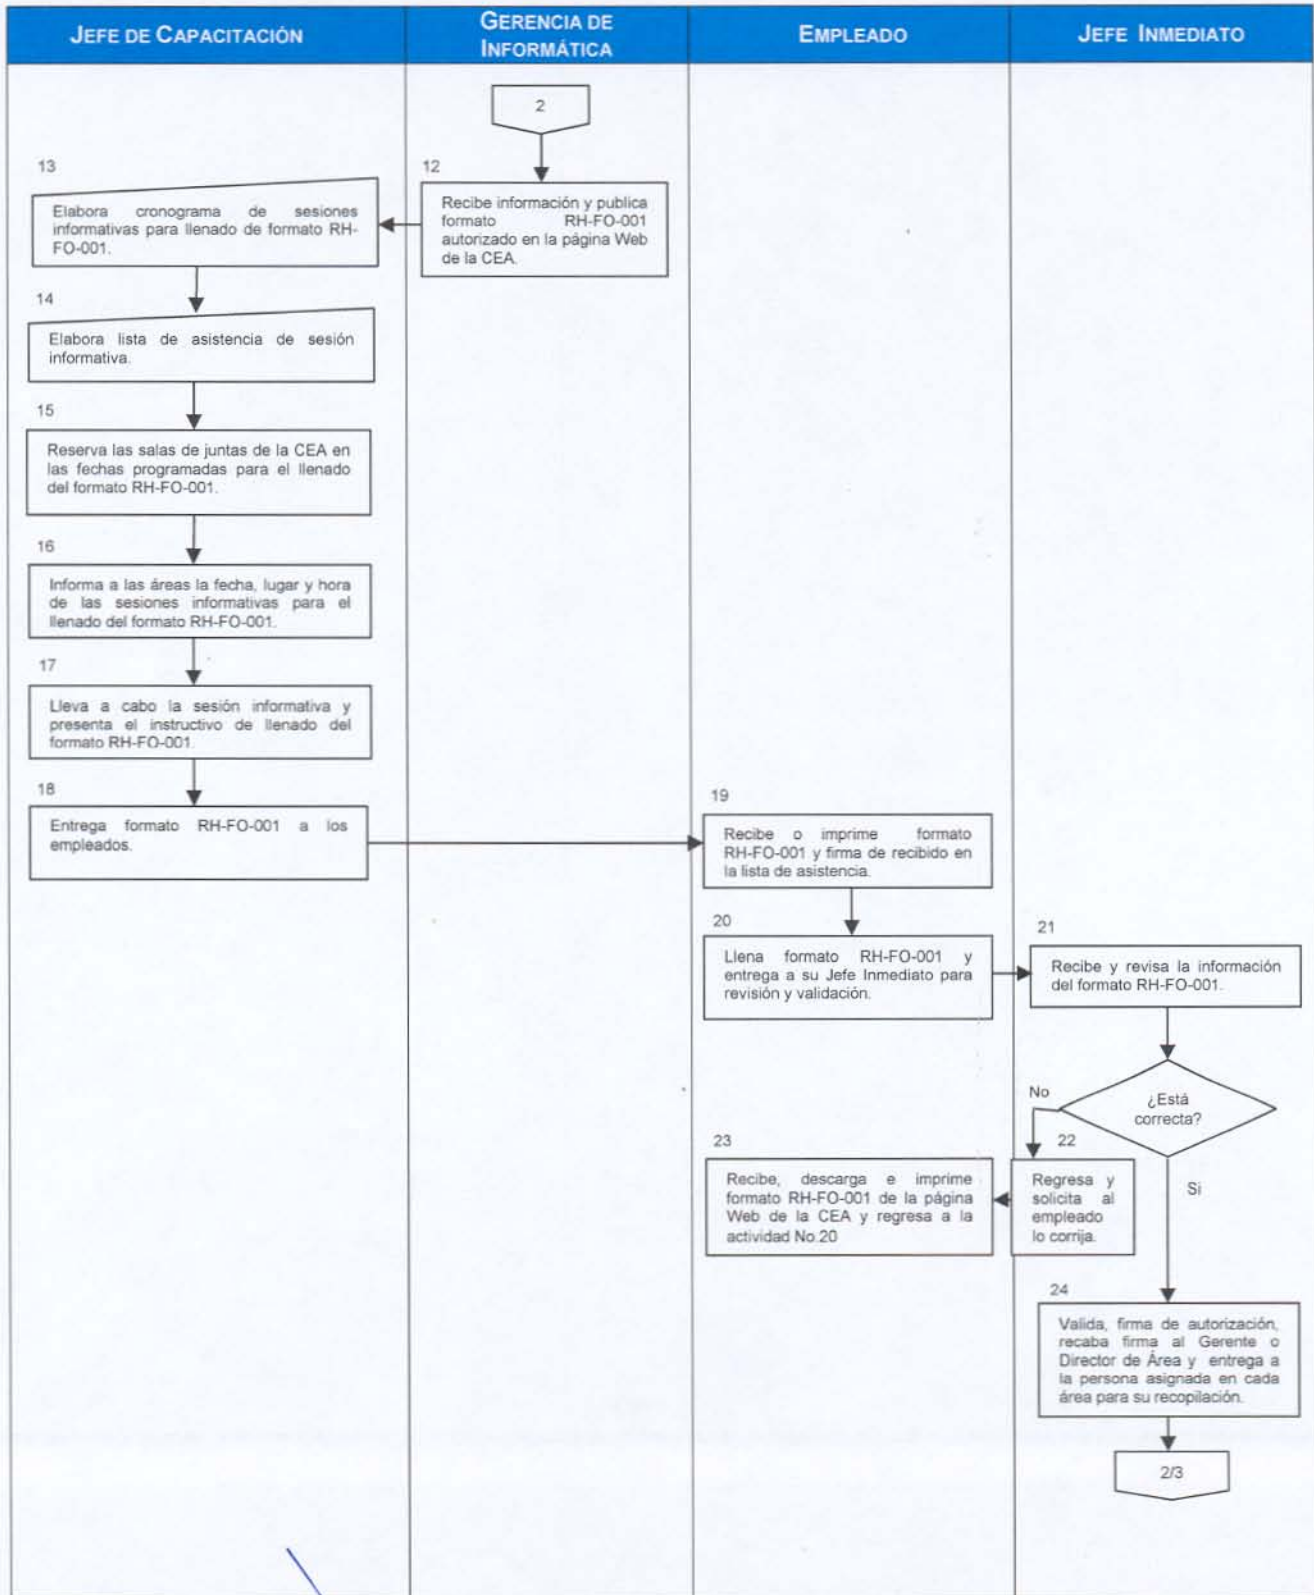 JEFE DE CAPACITACIÓN
GERENCIA DE
INFORMÁTICA
EMPLEADO
JEFE INMEDIATO
2
12
Recibe información y publica
formato RH-FO-001
autorizado en la página Web
de la CEA.
13
Elabora cronograma de sesiones
informativas para llenado de formato RH-
FO-001.
14
Elabora lista de asistencia de sesión
informativa.
15
Reserva las salas de juntas de la CEA en
las fechas programadas para el llenado
del formato RH-FO-001.
16
Informa a las áreas la fecha, lugar y hora
de las sesiones informativas para el
llenado del formato RH-FO-001.
17
Lleva a cabo la sesión informativa y
presenta el instructivo de llenado del
formato RH-FO-001.
18
Entrega formato RH-FO-001 a los
empleados.
19
Recibe o imprime formato
RH-FO-001 y firma de recibido en
la lista de asistencia.
20
Llena formato RH-FO-001 y
entrega a su Jefe Inmediato para
revisión y validación.
21
Recibe y revisa la información
del formato RH-FO-001.
¿Está
correcta?
No
Si
22
Regresa y
solicita al
empleado
lo corrija.
23
Recibe, descarga e imprime
formato RH-FO-001 de la página
Web de la CEA y regresa a la
actividad No.20
24
Valida, firma de autorización,
recaba firma al Gerente o
Director de Área y entrega a
la persona asignada en cada
área para su recopilación.
2/3